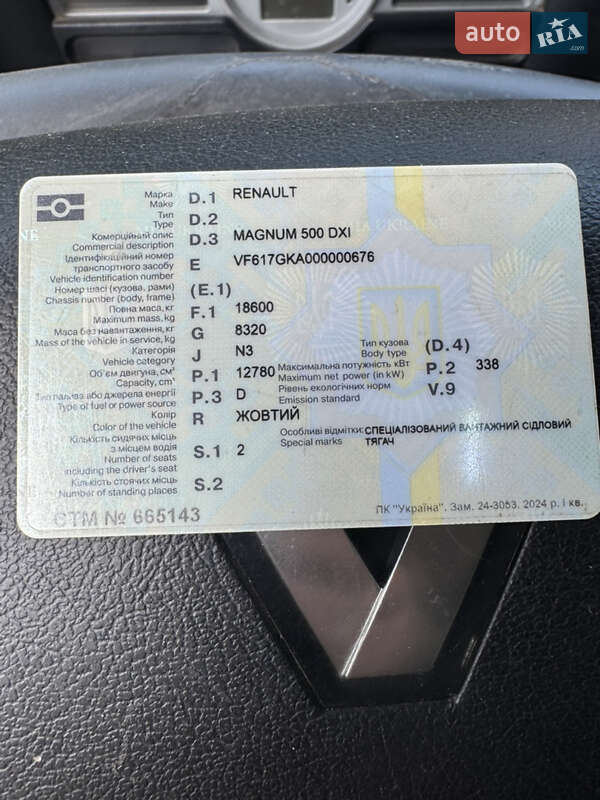 auto RIA.com
Марка
Make D.1 RENAULT
Тип
Type D.2
Комерційний опис
Commercial description D.3 MAGNUM 500 DXI
Ідентифікаційний номер
транспортного засобу
Vehicle identification number E VF617GKA000000676
Номер шасі (кузова, рами)
Chassis number (body, frame) (E.1)
Повна маса, кг
Maximum mass, kg F.1 18600
Маса без навантаження, кг
Mass of the vehicle in service, kg G 8320
Категорія
Vehicle category J N3
Тип кузова
Body type (D.4)
Об'єм двигуна, см³
Capacity, cm³ P.1 12780
Максимальна потужність кВт
Maximum net power (in kW) P.2 338
Тип палива або джерела енергії
Type of fuel or power source P.3 D
Рівень екологічних норм
Emission standard V.9
Колір
Color of the vehicle R ЖОВТИЙ
Особливі відмітки: СПЕЦІАЛІЗОВАНИЙ ВАНТАЖНИЙ СІДЛОВИЙ
Special marks ТЯГАЧ
Кількість сидячих місць
з місцем водія
Number of seats
including the driver's seat S.1 2
Кількість стоячих місць
Number of standing places S.2
СТМ № 665143
ПК "Україна". Зам. 24-3053. 2024 р. І кв.